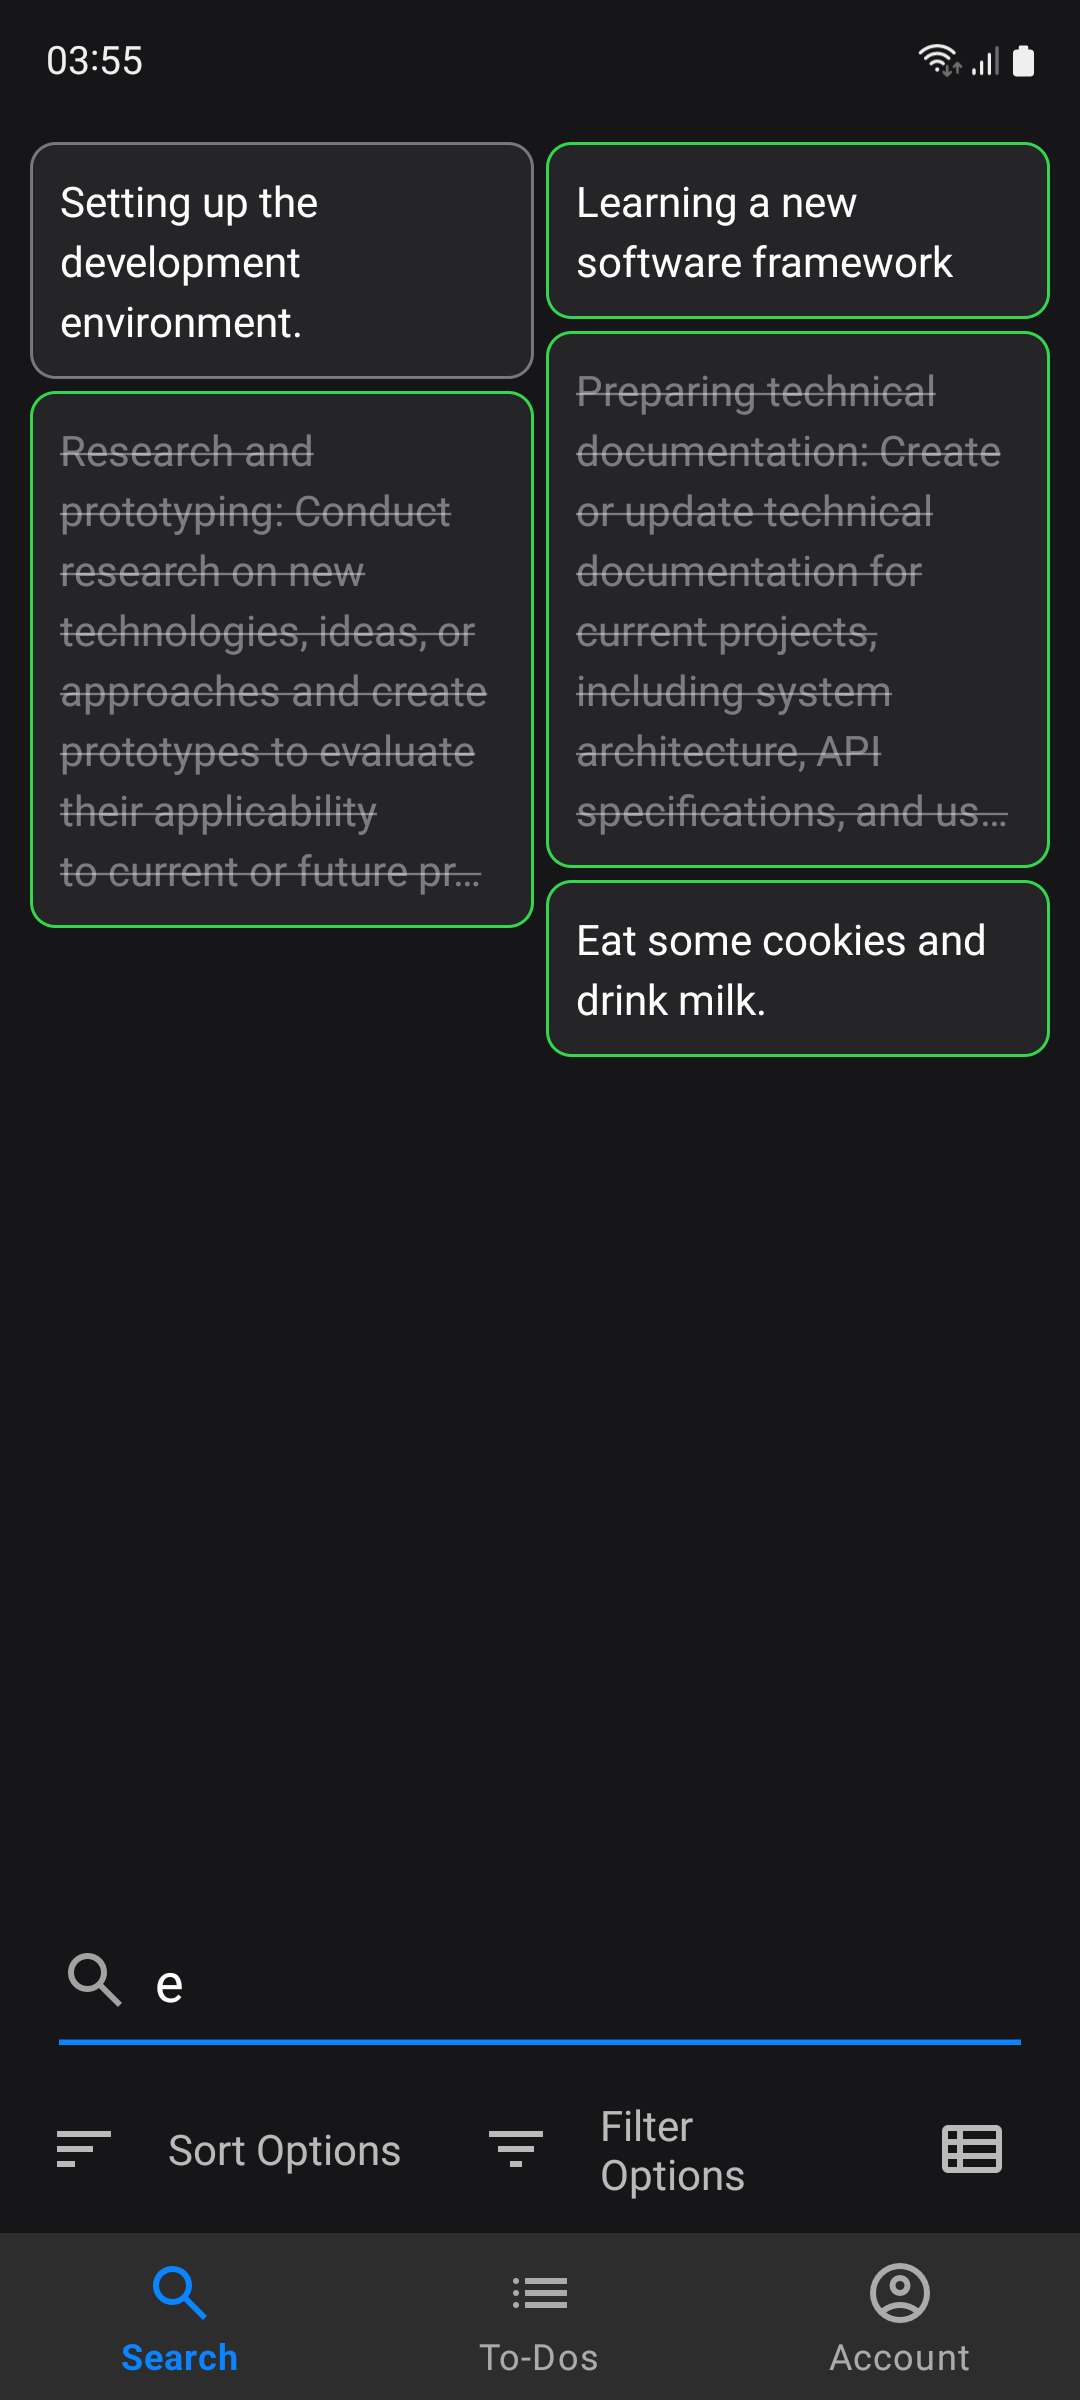 03:55
Setting up the
development
environment.
Learning a new
software framework
Research and
prototyping: Conduct
research on new
technologies, ideas, or
approaches and create
prototypes to evaluate
their applicability
to current or future pr...
Preparing technical
documentation: Create
or update technical
documentation for
current projects,
including system
architecture, API
specifications, and us...
Eat some cookies and
drink milk.
e
Sort Options
Filter
Options
Search
To-Dos
Account